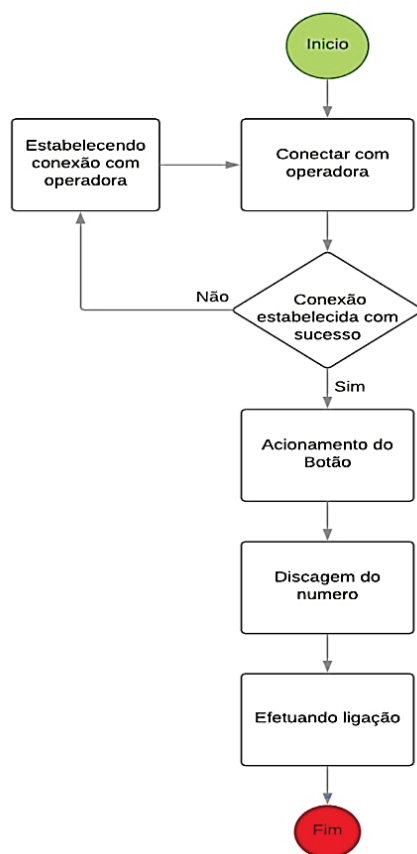 Inicio
Estabelecendo
conexão com
operadora
Conectar com
operadora
Não
Conexão
estabelecida com
sucesso
Sim
Acionamento do
Botão
Discagem do
numero
Efetuando ligação
Fim